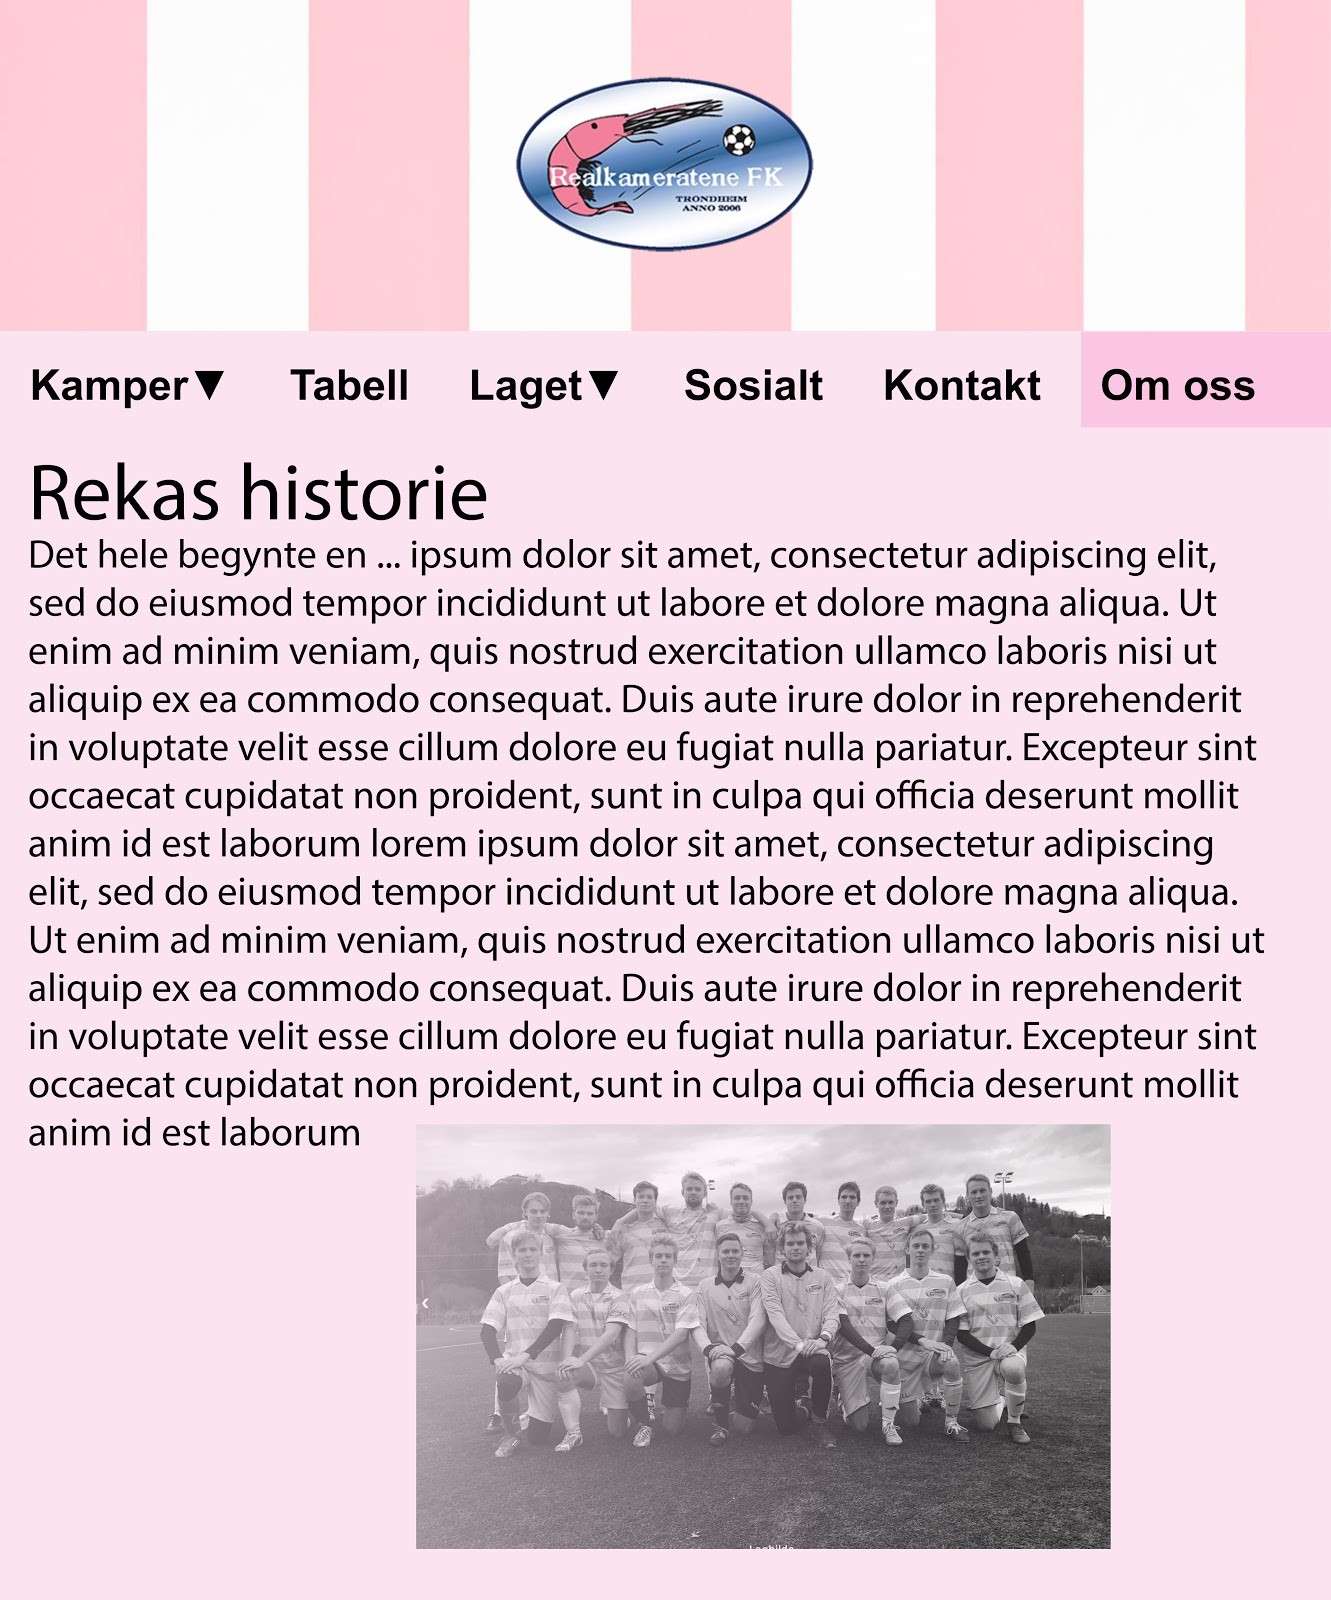 Realkameratene FK
TRONDHEIM
ANNO 2006
Kamper▼ Tabell Laget▼ Sosialt Kontakt Om oss
Rekas historie
Det hele begynte en ... ipsum dolor sit amet, consectetur adipiscing elit,
sed do eiusmod tempor incididunt ut labore et dolore magna aliqua. Ut
enim ad minim veniam, quis nostrud exercitation ullamco laboris nisi ut
aliquip ex ea commodo consequat. Duis aute irure dolor in reprehenderit
in voluptate velit esse cillum dolore eu fugiat nulla pariatur. Excepteur sint
occaecat cupidatat non proident, sunt in culpa qui officia deserunt mollit
anim id est laborum lorem ipsum dolor sit amet, consectetur adipiscing
elit, sed do eiusmod tempor incididunt ut labore et dolore magna aliqua.
Ut enim ad minim veniam, quis nostrud exercitation ullamco laboris nisi ut
aliquip ex ea commodo consequat. Duis aute irure dolor in reprehenderit
in voluptate velit esse cillum dolore eu fugiat nulla pariatur. Excepteur sint
occaecat cupidatat non proident, sunt in culpa qui officia deserunt mollit
anim id est laborum